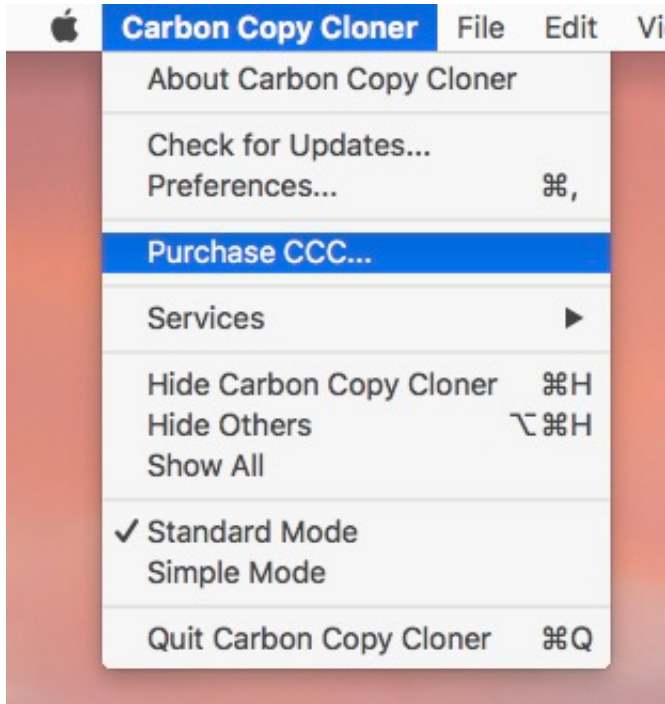 Carbon Copy Cloner File Edit
About Carbon Copy Cloner
Check for Updates...
Preferences... ⌘,
Purchase CCC...
Services ▶
Hide Carbon Copy Cloner ⌘H
Hide Others ⌥⌘H
Show All
✓ Standard Mode
Simple Mode
Quit Carbon Copy Cloner ⌘Q